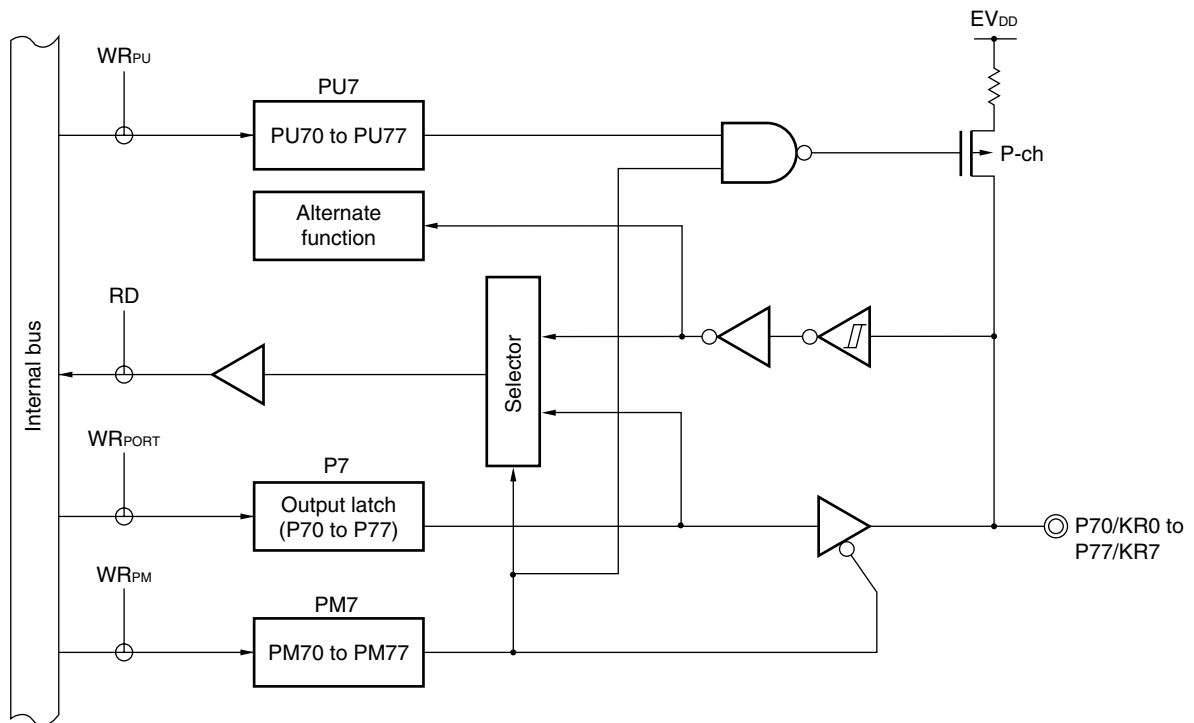 EVDD
WRPU
PU7
PU70 to PU77
P-ch
Alternate
function
RD
Selector
Internal bus
WRPORT
P7
Output latch
(P70 to P77)
P70/KR0 to
P77/KR7
WRPM
PM7
PM70 to PM77